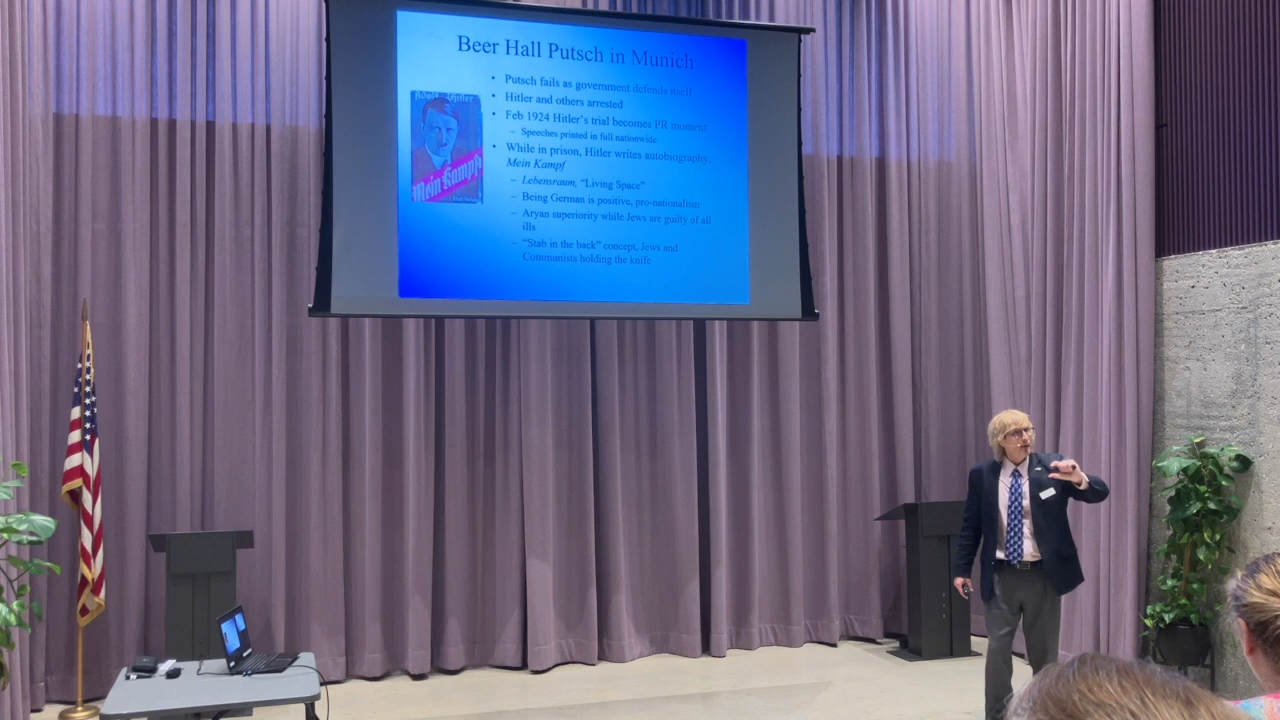 Beer Hall Putsch in Munich
• Putsch fails as government defends itself
• Hitler and others arrested
• Feb 1924 Hitler's trial becomes PR moment
– Speeches printed in full nationwide
• While in prison, Hitler writes autobiography,
Mein Kampf
– Lebensraum, "Living Space"
– Being German is positive, pro-nationalism
– Aryan superiority while Jews are guilty of all
ills
– "Stab in the back" concept, Jews and
Communists holding the knife
Adolf Hitler
Mein Kampf